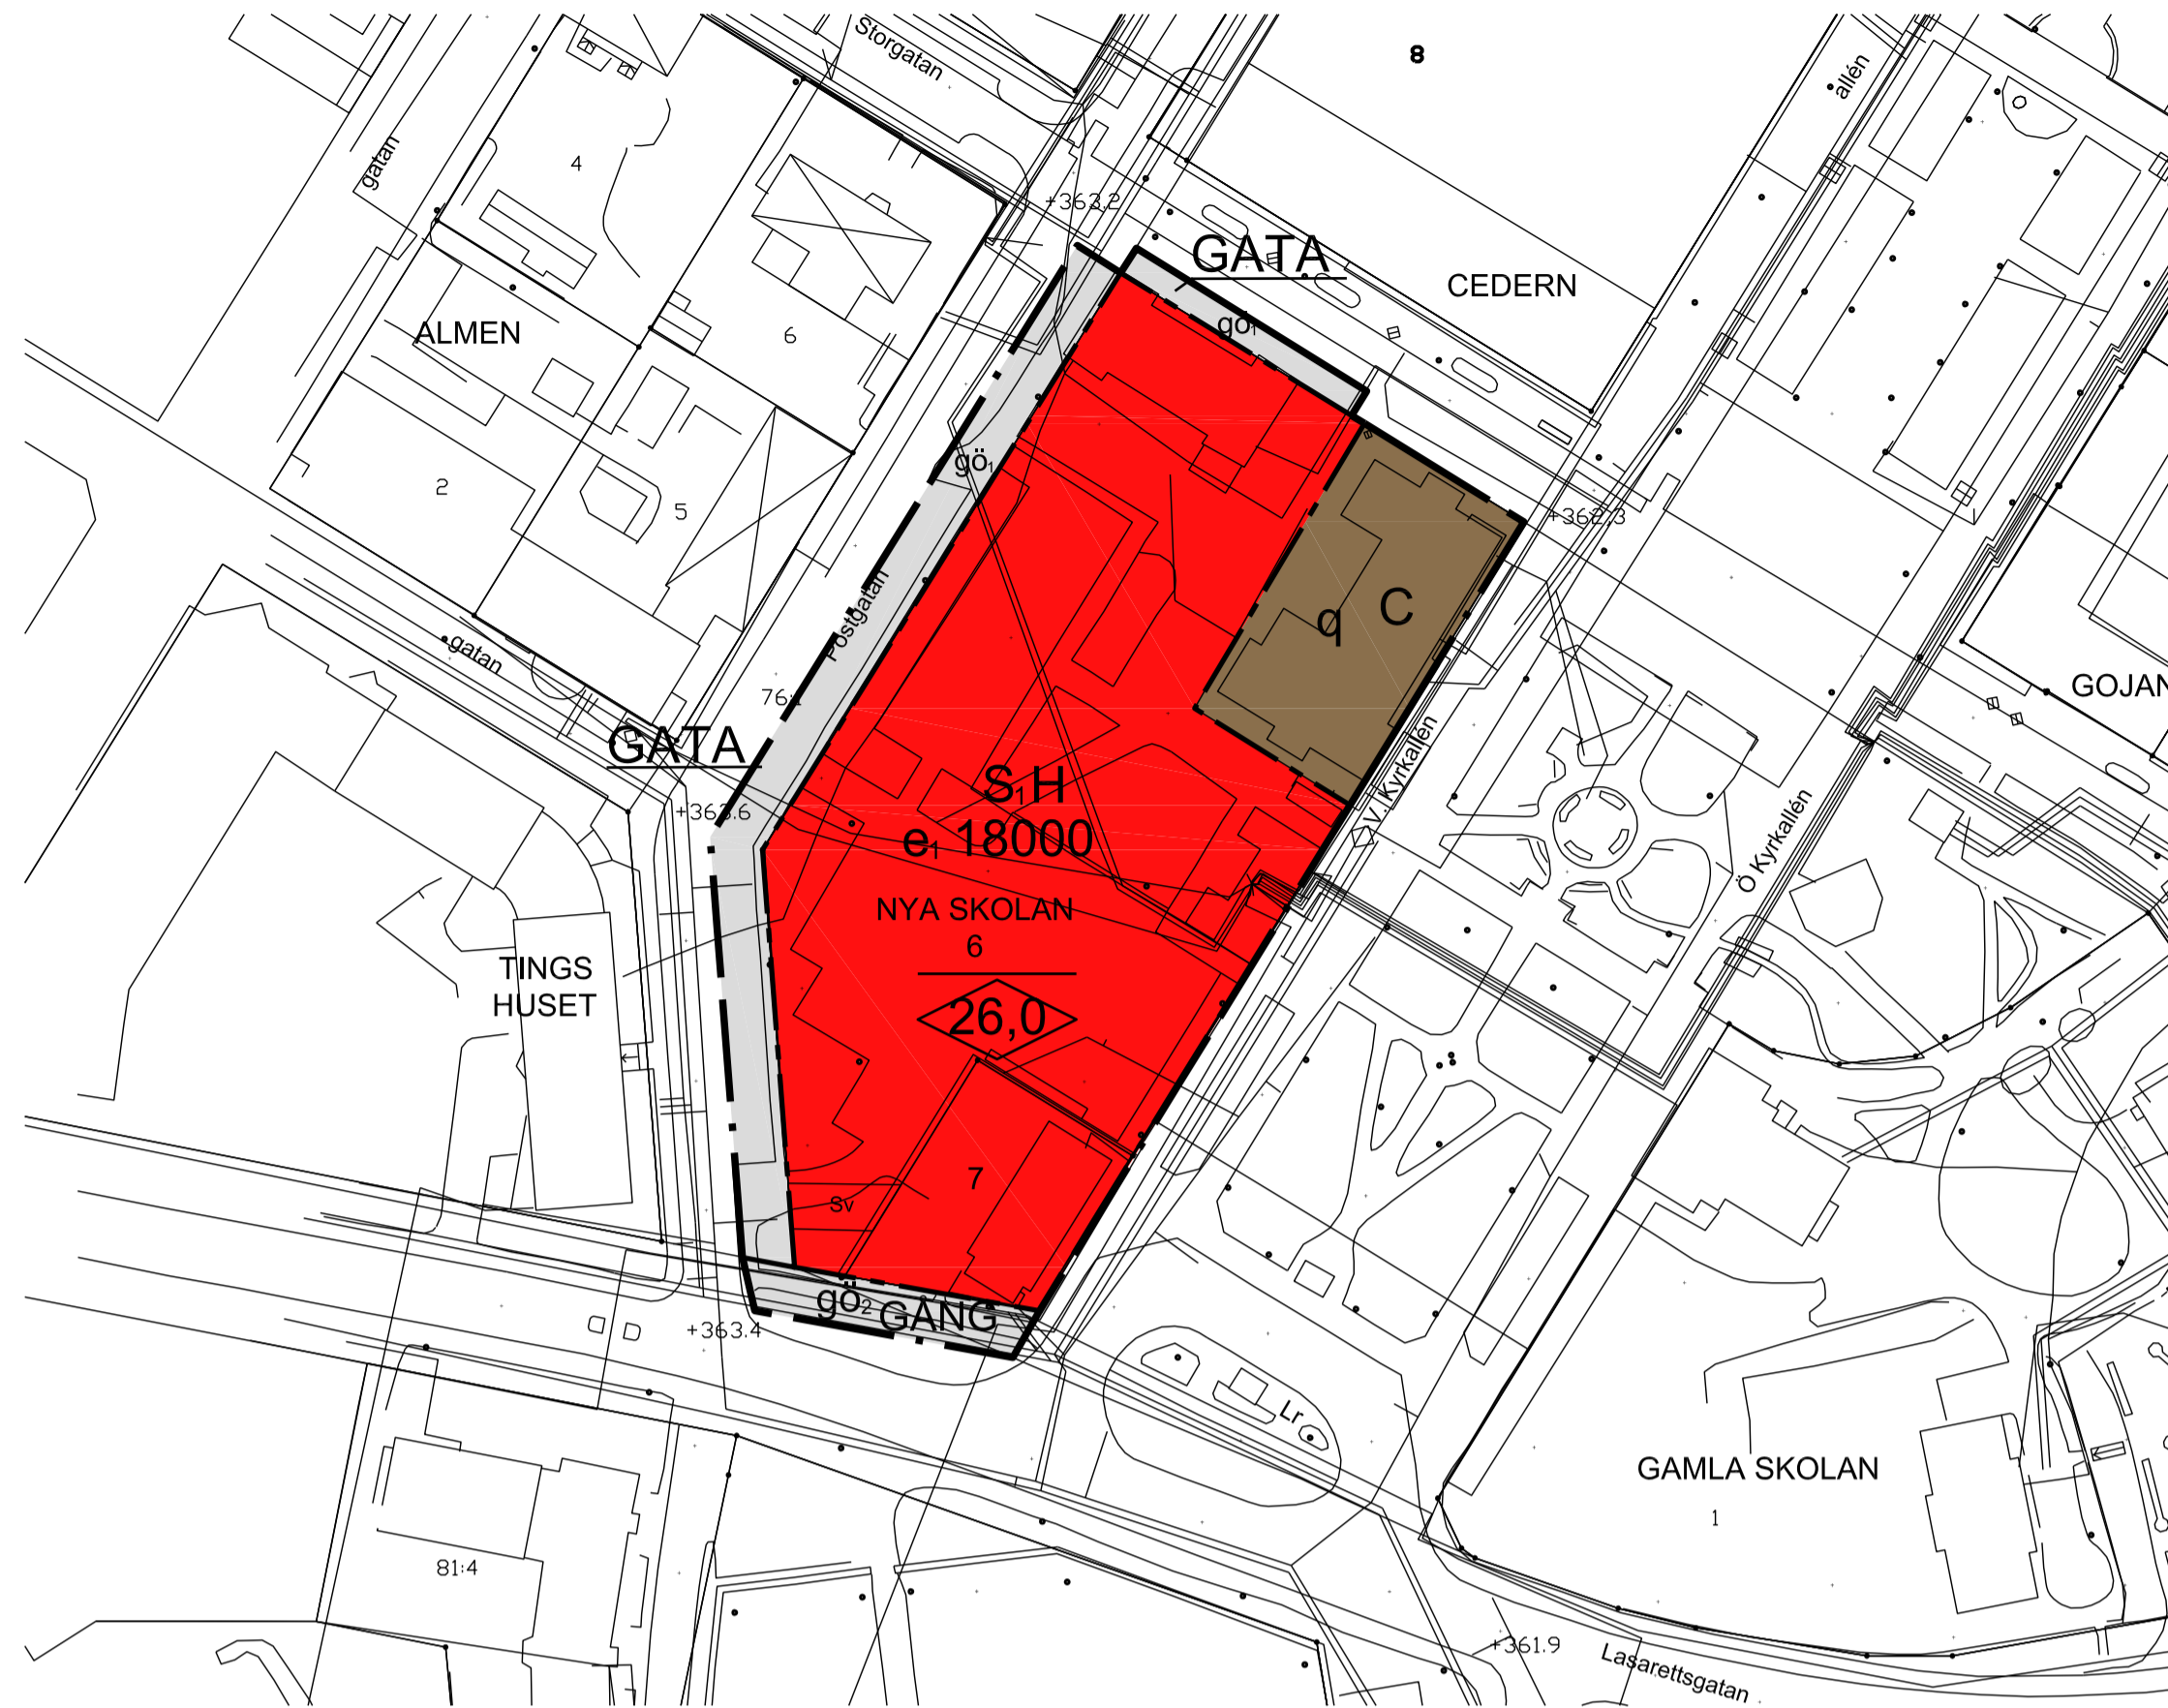 Storgatan
8
allén
gatan
4
+363.2
GATA
CEDERN
gö₁
ALMEN
6
gö₁
2
5
+362.3
Postgatan
q C
gatan
GOJAN
GATA
S₁H
V. Kyrkallén
+363.6
e₁ 18000
Ö Kyrkallén
NYA SKOLAN
6
TINGS
HUSET
26,0
7
Sv
gö₂ GÅNG
+363.4
Lr
GAMLA SKOLAN
1
81:4
+361.9
Lasarettsgatan